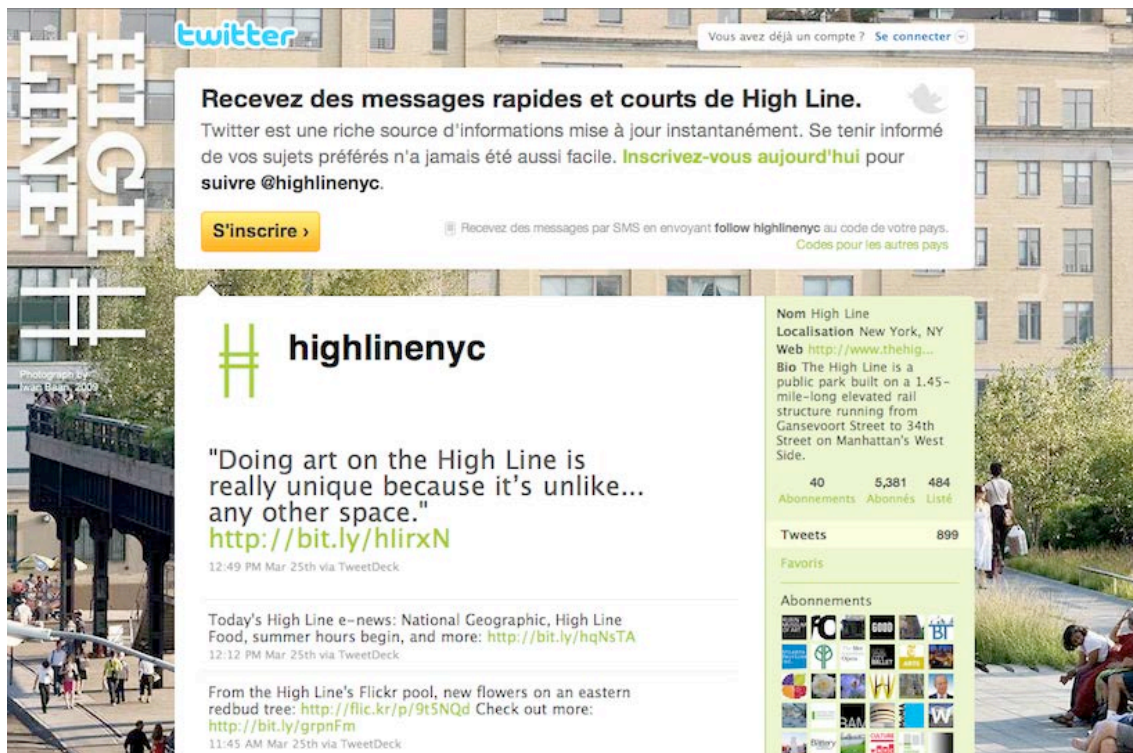 HIGH
LINE
Photograph by
Iwan Baan, 2009
twitter
Vous avez déjà un compte ? Se connecter
Recevez des messages rapides et courts de High Line.
Twitter est une riche source d'informations mise à jour instantanément. Se tenir informé
de vos sujets préférés n'a jamais été aussi facile. Inscrivez-vous aujourd'hui pour
suivre @highlinenyc.
S'inscrire ›
Recevez des messages par SMS en envoyant follow highlinenyc au code de votre pays.
Codes pour les autres pays
highlinenyc
"Doing art on the High Line is
really unique because it's unlike...
any other space."
http://bit.ly/hIirxN
12:49 PM Mar 25th via TweetDeck
Today's High Line e-news: National Geographic, High Line
Food, summer hours begin, and more: http://bit.ly/hqNsTA
12:12 PM Mar 25th via TweetDeck
From the High Line's Flickr pool, new flowers on an eastern
redbud tree: http://flic.kr/p/9t5NQd Check out more:
http://bit.ly/grpnFm
11:45 AM Mar 25th via TweetDeck
Nom High Line
Localisation New York, NY
Web http://www.thehig...
Bio The High Line is a
public park built on a 1.45-
mile-long elevated rail
structure running from
Gansevoort Street to 34th
Street on Manhattan's West
Side.
40 5,381 484
Abonnements Abonnés Listé
Tweets 899
Favoris
Abonnements
GOOD
BT
BALLET
ARTS
BAM
W
Battery
CULTURE